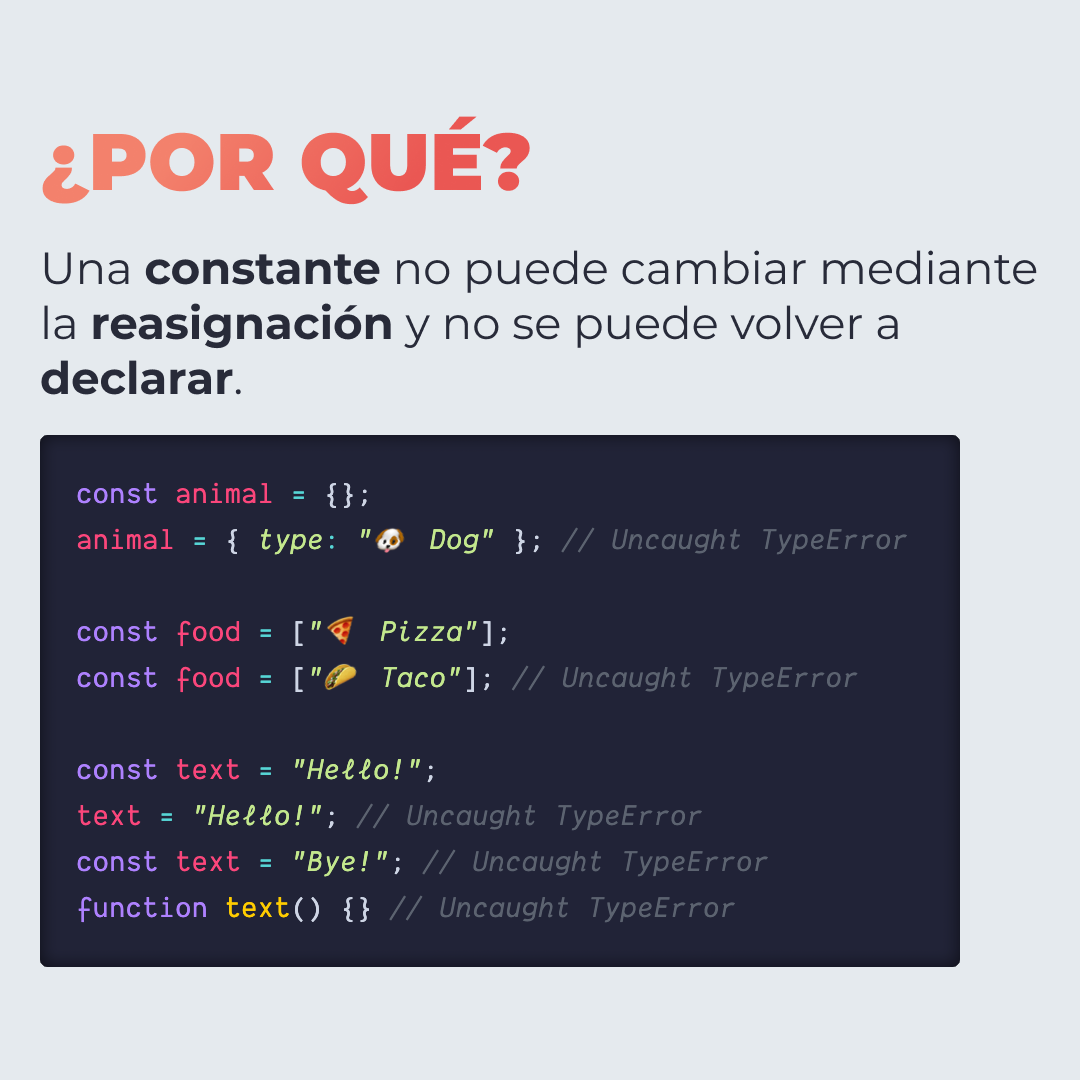 ¿POR QUÉ?
Una constante no puede cambiar mediante
la reasignación y no se puede volver a
declarar.
const animal = {};
animal = { type: "🐶 Dog" }; // Uncaught TypeError
const food = ["🍕 Pizza"];
const food = ["🌮 Taco"]; // Uncaught TypeError
const text = "Hello!";
text = "Hello!"; // Uncaught TypeError
const text = "Bye!"; // Uncaught TypeError
function text() {} // Uncaught TypeError